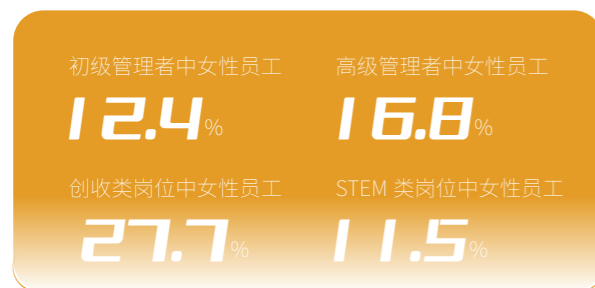 初级管理者中女性员工 高级管理者中女性员工
12.4% 16.8%
创收类岗位中女性员工 STEM 类岗位中女性员工
27.7% 11.5%